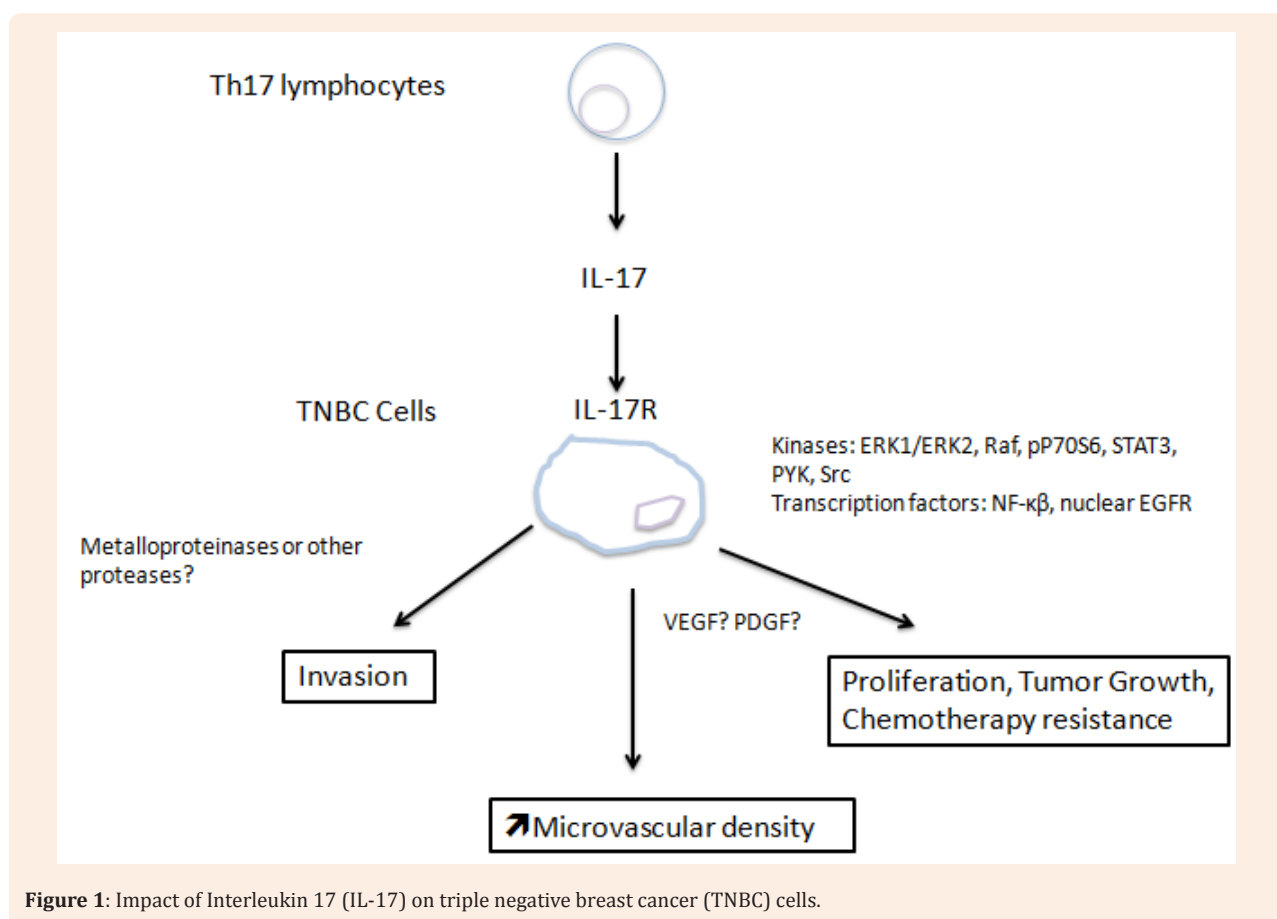 Th17 lymphocytes
IL-17
TNBC Cells
IL-17R
Kinases: ERK1/ERK2, Raf, pP70S6, STAT3,
PYK, Src
Transcription factors: NF-κβ, nuclear EGFR
Metalloproteinases or other
proteases?
VEGF? PDGF?
Invasion
Proliferation, Tumor Growth,
Chemotherapy resistance
↗Microvascular density
Figure 1: Impact of Interleukin 17 (IL-17) on triple negative breast cancer (TNBC) cells.